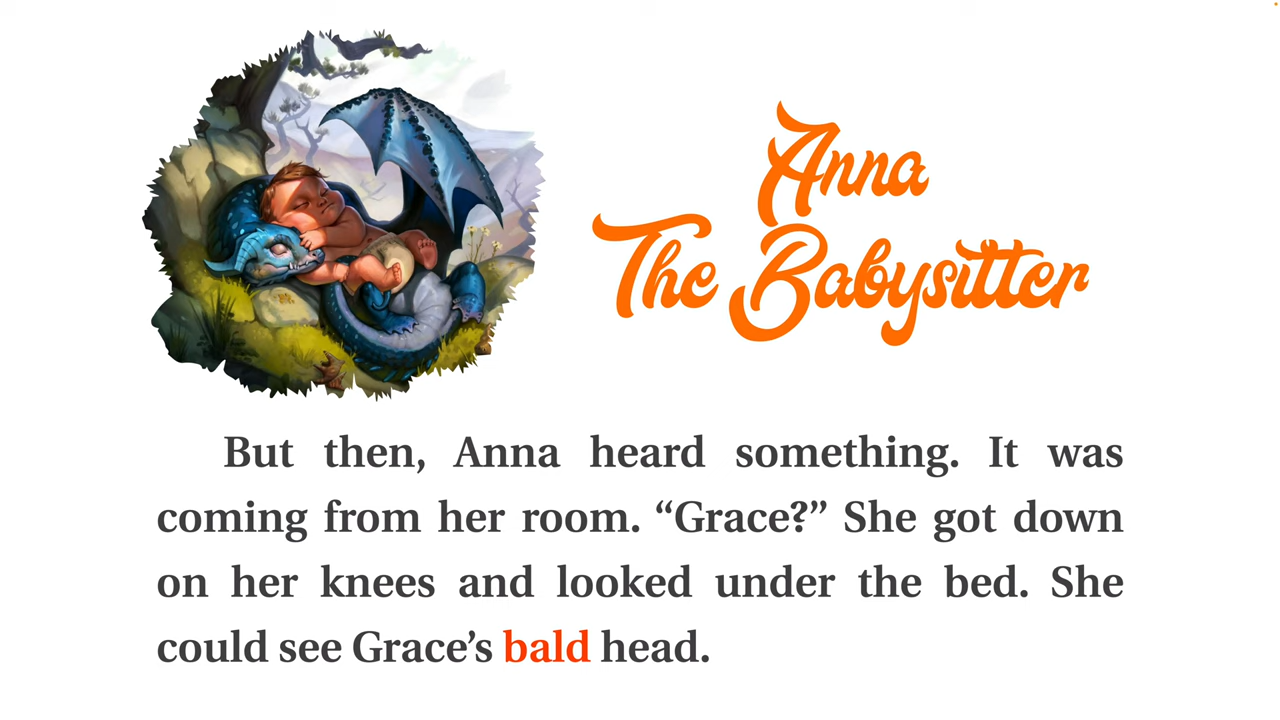 Anna
The Babysitter
But then, Anna heard something. It was
coming from her room. “Grace?” She got down
on her knees and looked under the bed. She
could see Grace’s bald head.